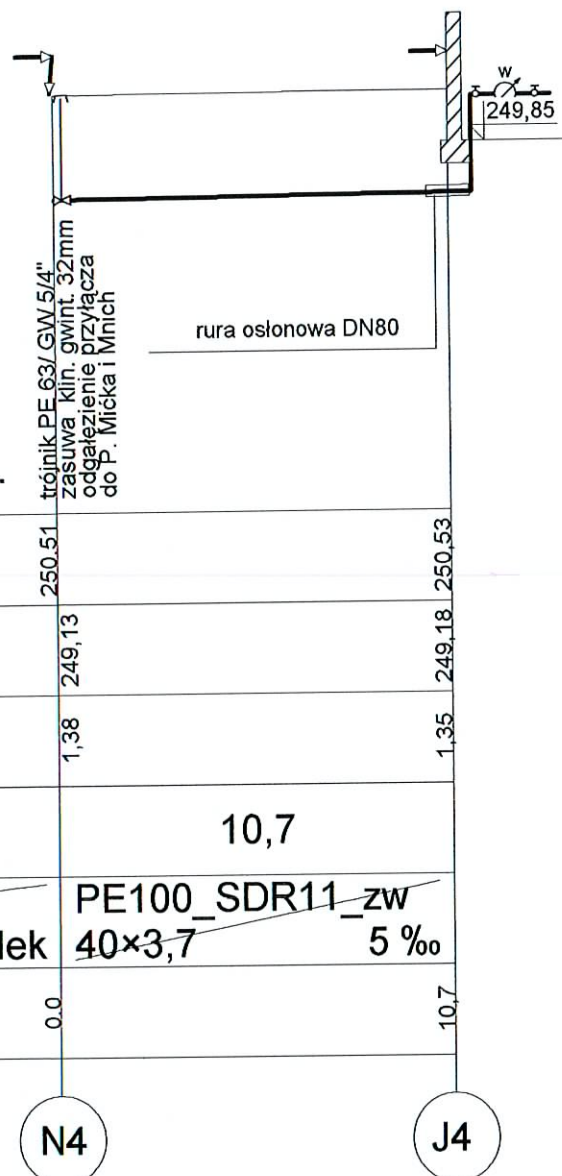 w
249,85
trójnik PE 63/ GW 5/4"
zasuwa klin. gwint. 32mm
odgałęzienie przyłącza
do P. Mićka i Mnich
rura osłonowa DN80
250.51
250,53
249,13
249,18
1,38
1,35
10,7
PE100_SDR11_zw
dek
40×3,7
5 ‰
0.0
10,7
N4
J4